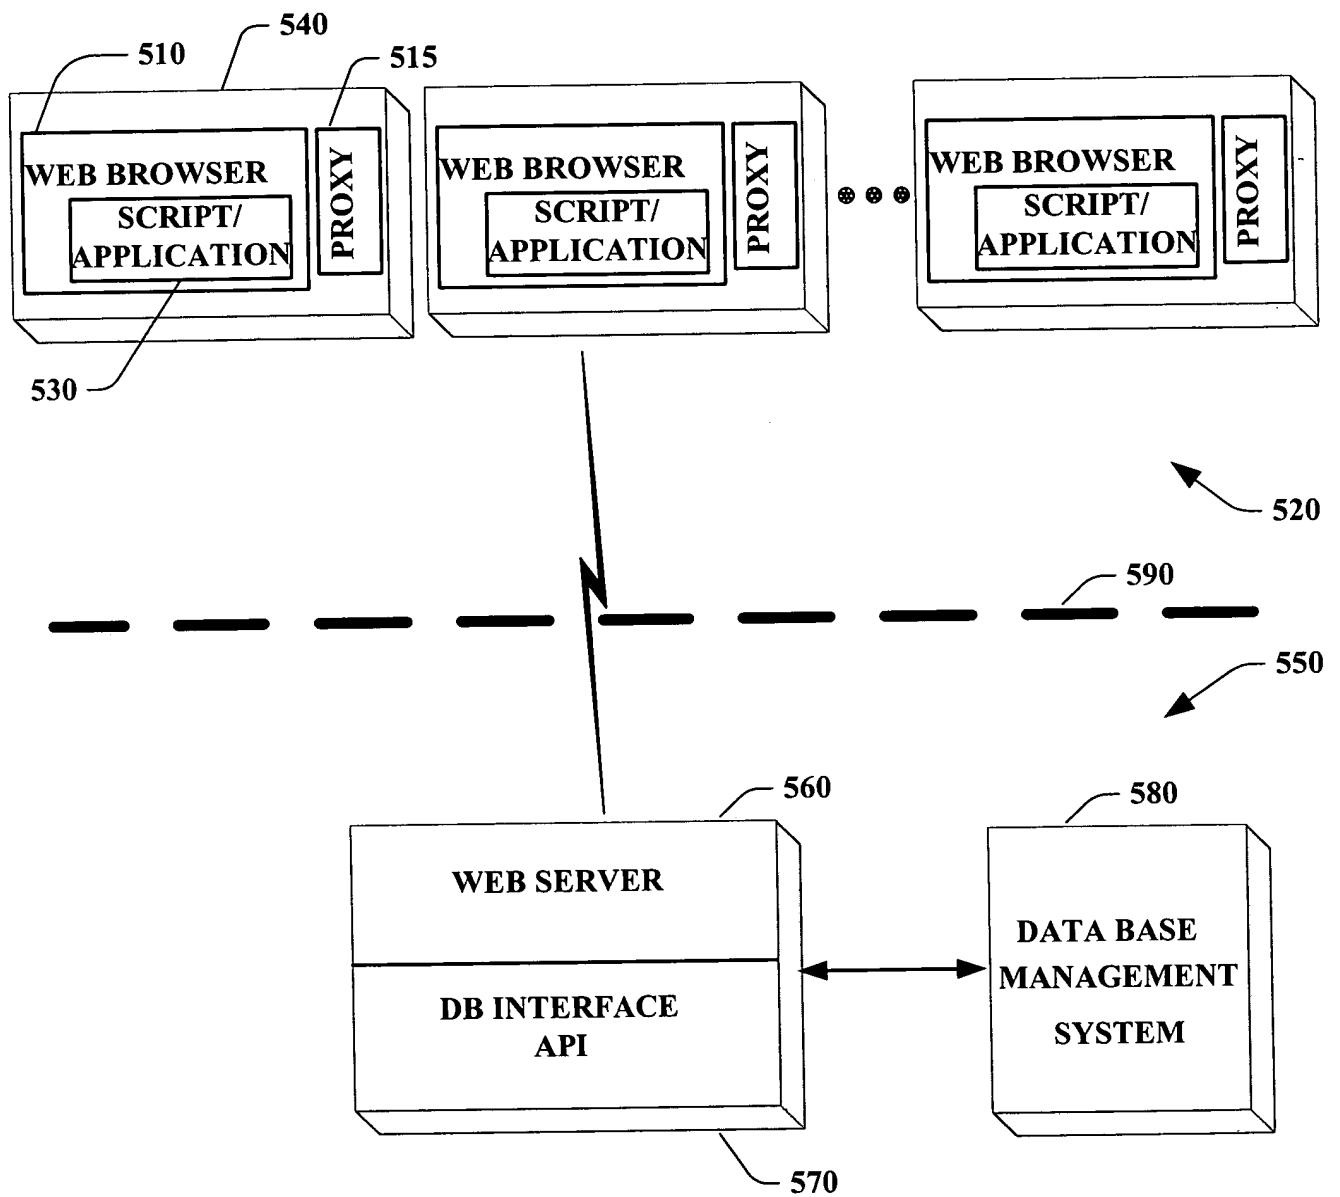 540
510
515
WEB BROWSER
SCRIPT/
APPLICATION
PROXY
WEB BROWSER
SCRIPT/
APPLICATION
PROXY
WEB BROWSER
SCRIPT/
APPLICATION
PROXY
530
520
590
550
560
580
WEB SERVER
DB INTERFACE
API
DATA BASE
MANAGEMENT
SYSTEM
570